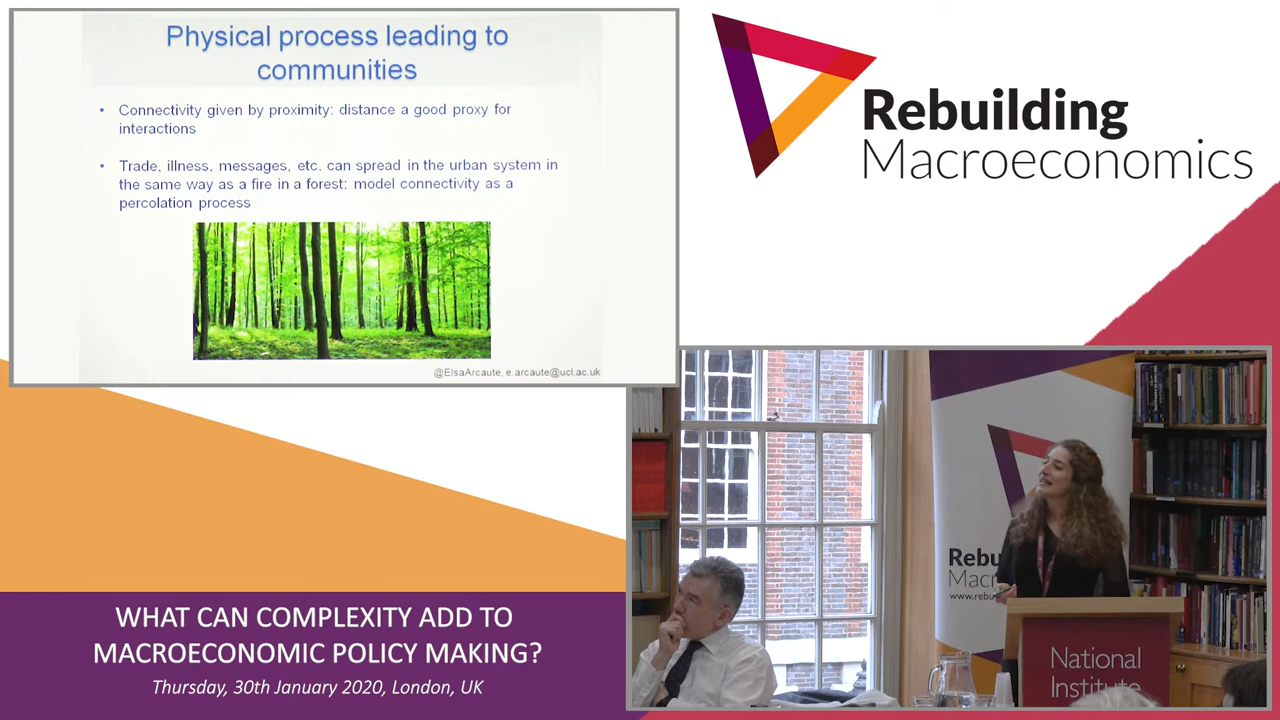 Physical process leading to
communities
• Connectivity given by proximity: distance a good proxy for
interactions
• Trade, illness, messages, etc. can spread in the urban system in
the same way as a fire in a forest: model connectivity as a
percolation process
@ElsaArcaute, e.arcaute@ucl.ac.uk
Rebuilding
Macroeconomics
Rebu
Mac
www.rebu
National
Institute
WHAT CAN COMPLEXITY ADD TO
MACROECONOMIC POLICY MAKING?
Thursday, 30th January 2020, London, UK